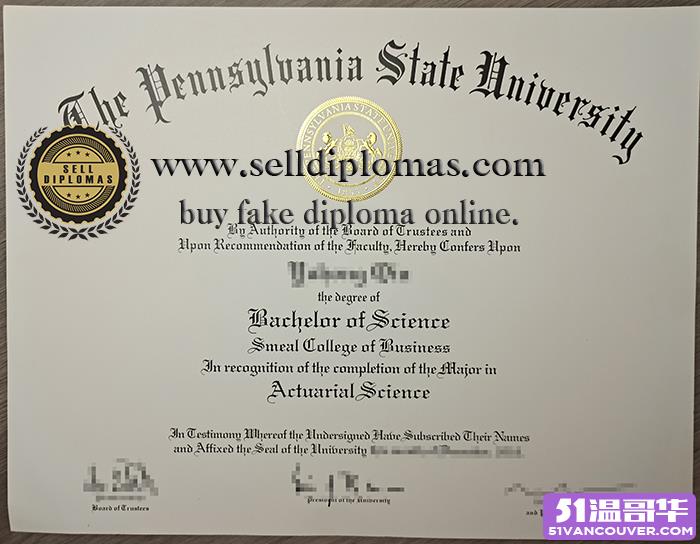 The Pennsylvania State University
SELL
DIPLOMAS
www.selldiplomas.com
buy fake diploma online.
By Authority of the Board of Trustees and
Upon Recommendation of the Faculty, Hereby Confers Upon
the degree of
Bachelor of Science
Smeal College of Business
In recognition of the completion of the Major in
Actuarial Science
In Testimony Whereof the Undersigned Have Subscribed Their Names
and Affixed the Seal of the University
Board of Trustees
President of the University
51温哥华
51VANCOUVER.COM